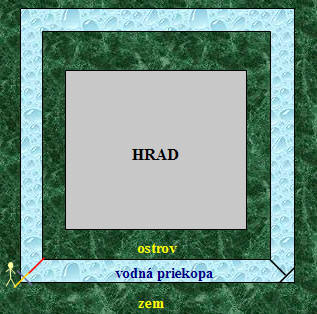 HRAD
ostrov
vodná priekopa
zem